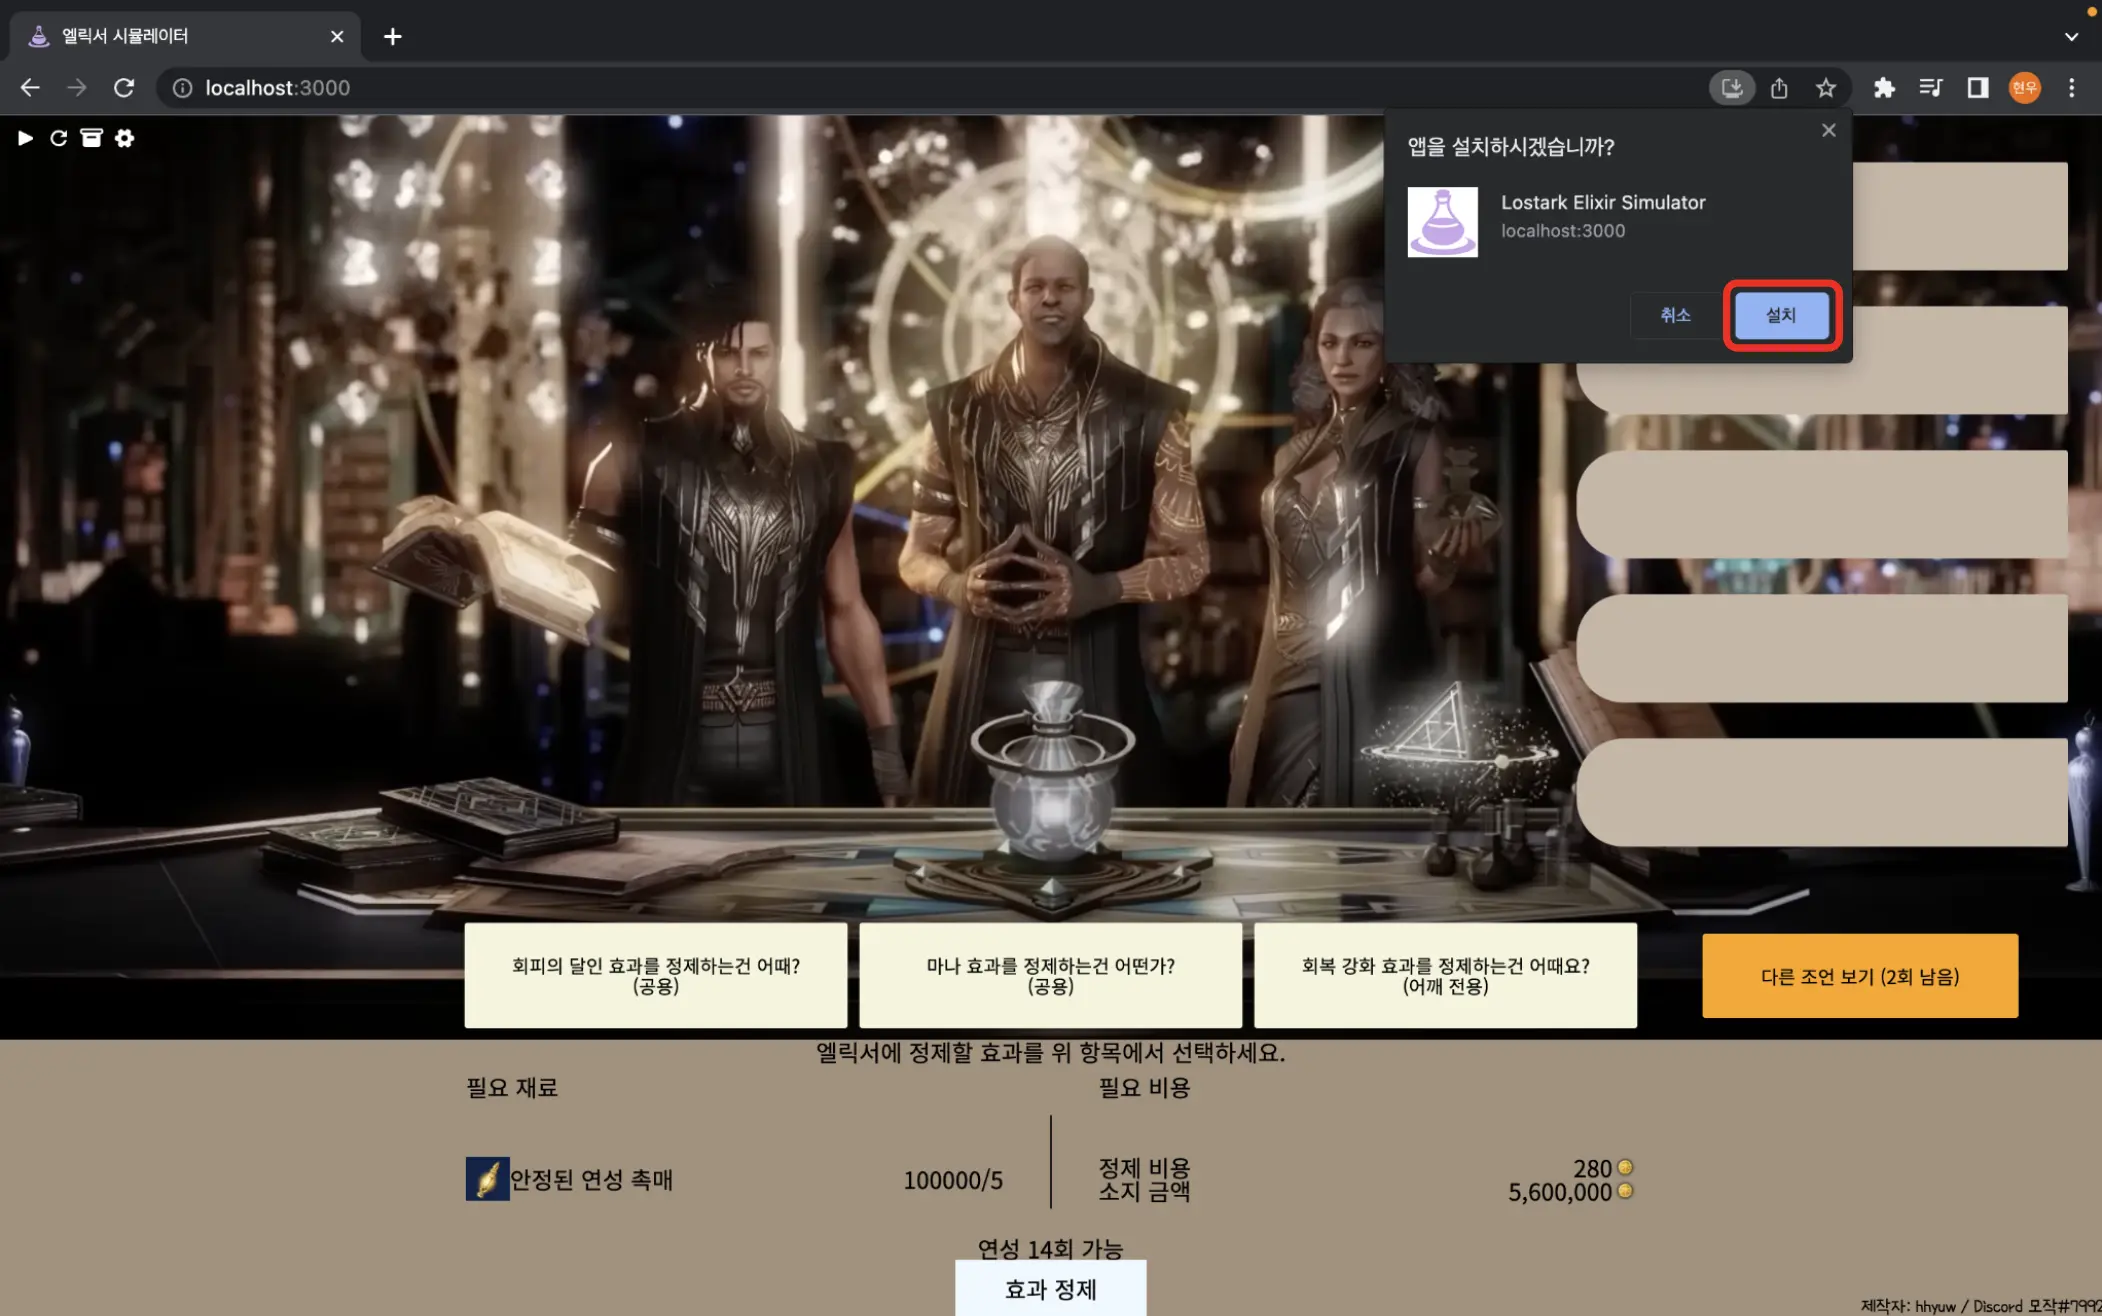 엘릭서 시뮬레이터
localhost:3000
현우
앱을 설치하시겠습니까?
Lostark Elixir Simulator
localhost:3000
취소
설치
회피의 달인 효과를 정제하는건 어때?
(공용)
마나 효과를 정제하는건 어떤가?
(공용)
회복 강화 효과를 정제하는건 어때요?
(어깨 전용)
다른 조언 보기 (2회 남음)
엘릭서에 정제할 효과를 위 항목에서 선택하세요.
필요 재료
필요 비용
안정된 연성 촉매
100000/5
정제 비용
280
소지 금액
5,600,000
연성 14회 가능
효과 정제
제작자: hhyuw / Discord 모작#7992